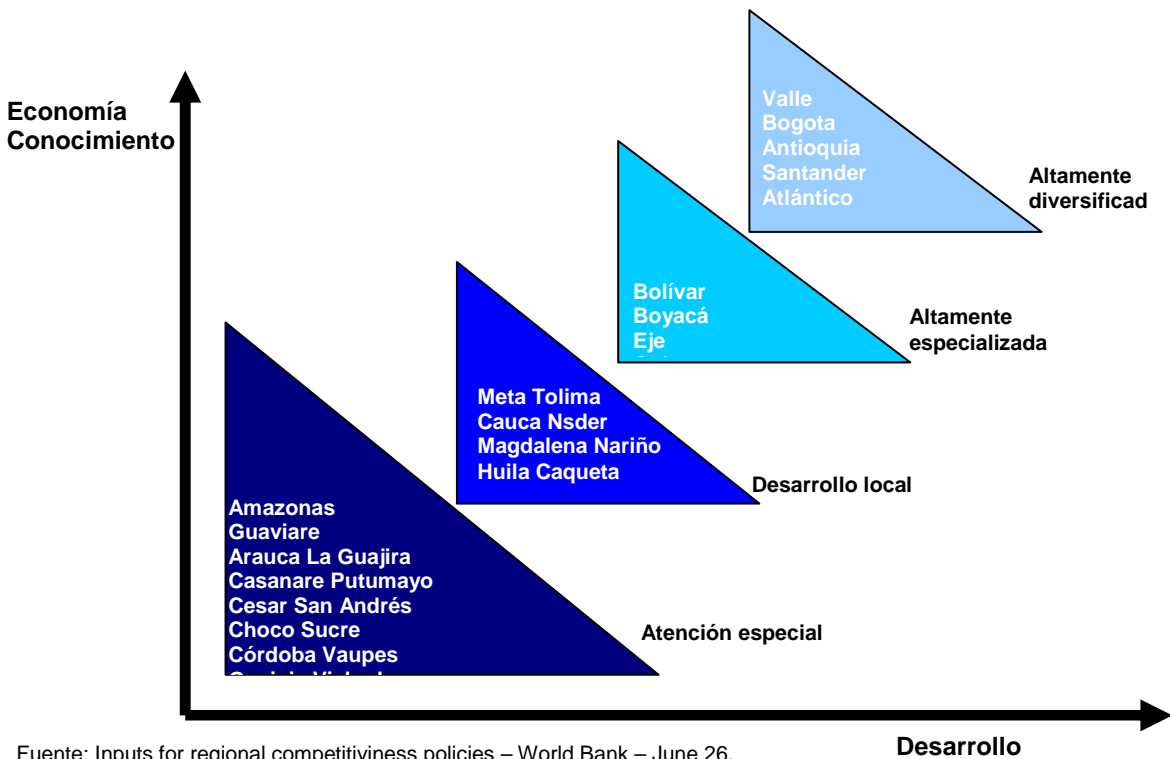 Economía
Conocimiento
Valle
Bogota
Antioquia
Santander
Atlántico
Altamente
diversificad
Bolívar
Boyacá
Eje
Altamente
especializada
Meta Tolima
Cauca Nsder
Magdalena Nariño
Huila Caqueta
Desarrollo local
Amazonas
Guaviare
Arauca La Guajira
Casanare Putumayo
Cesar San Andrés
Choco Sucre
Córdoba Vaupes
Atención especial
Desarrollo
Fuente: Inputs for regional competitiviness policies – World Bank – June 26.